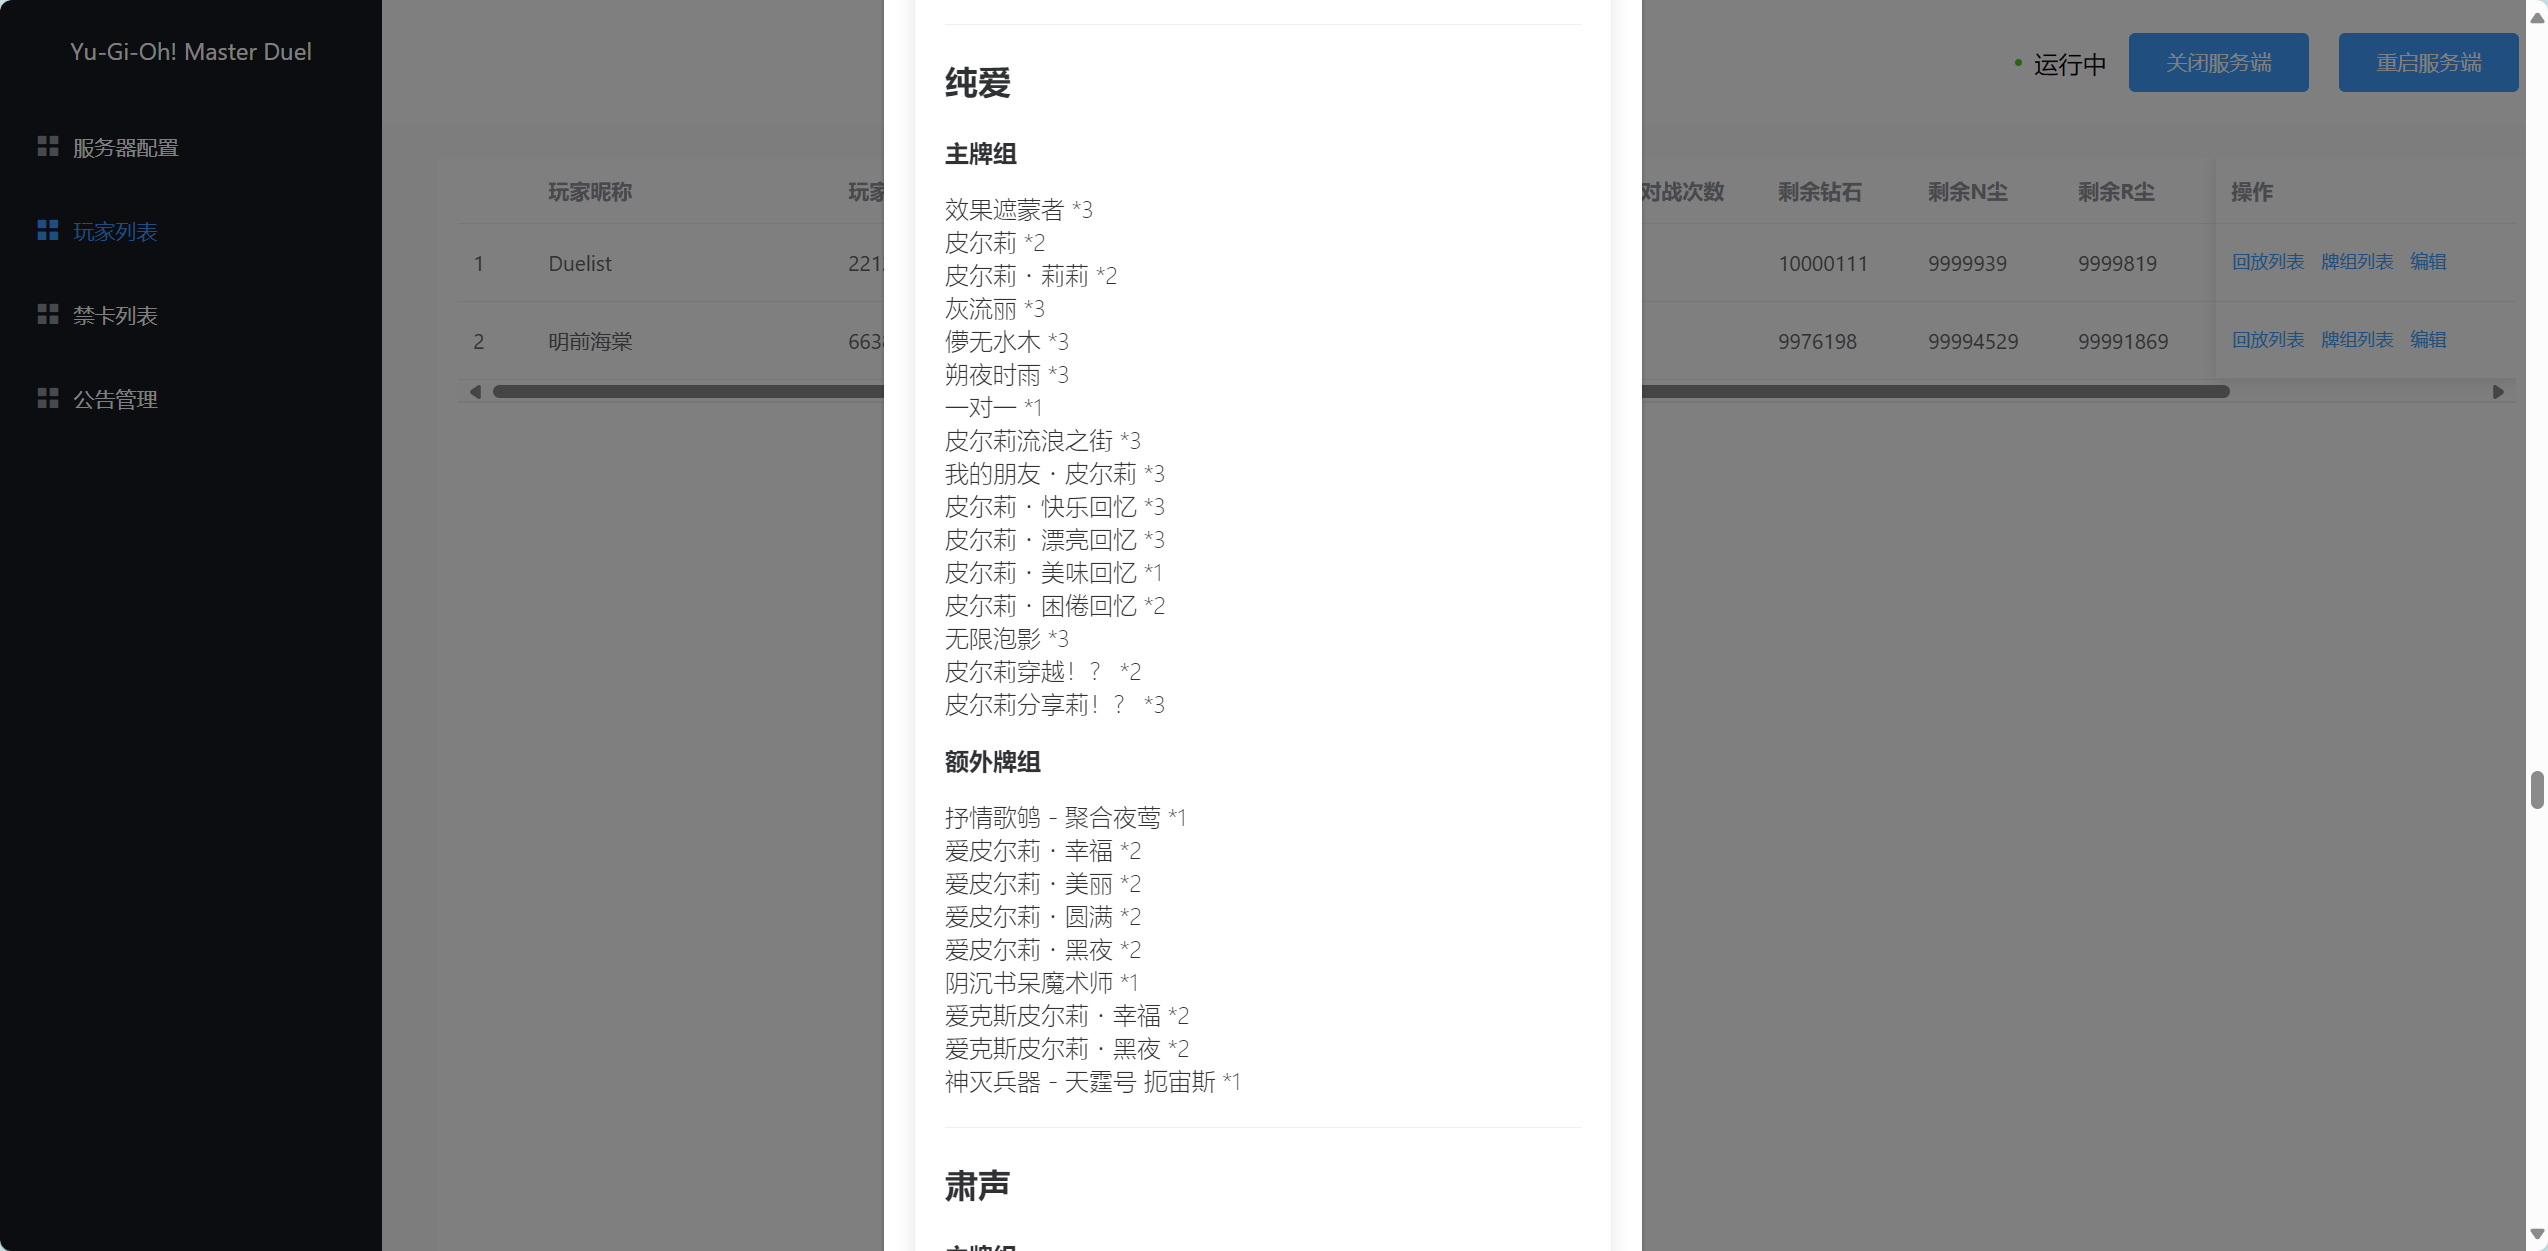 Yu-Gi-Oh! Master Duel
服务器配置
玩家列表
禁卡列表
公告管理
运行中
关闭服务端
重启服务端
玩家昵称 玩家 对战次数 剩余钻石 剩余N尘 剩余R尘 操作
1 Duelist 221 10000111 9999939 9999819 回放列表 牌组列表 编辑
2 明前海棠 663 9976198 99994529 99991869 回放列表 牌组列表 编辑
纯爱
主牌组
效果遮蒙者 *3
皮尔莉 *2
皮尔莉·莉莉 *2
灰流丽 *3
儚无水木 *3
朔夜时雨 *3
一对一 *1
皮尔莉流浪之街 *3
我的朋友·皮尔莉 *3
皮尔莉·快乐回忆 *3
皮尔莉·漂亮回忆 *3
皮尔莉·美味回忆 *1
皮尔莉·困倦回忆 *2
无限泡影 *3
皮尔莉穿越！？ *2
皮尔莉分享莉！？ *3
额外牌组
抒情歌鸲 - 聚合夜莺 *1
爱皮尔莉·幸福 *2
爱皮尔莉·美丽 *2
爱皮尔莉·圆满 *2
爱皮尔莉·黑夜 *2
阴沉书呆魔术师 *1
爱克斯皮尔莉·幸福 *2
爱克斯皮尔莉·黑夜 *2
神灭兵器 - 天霆号 扼宙斯 *1
肃声
主牌组